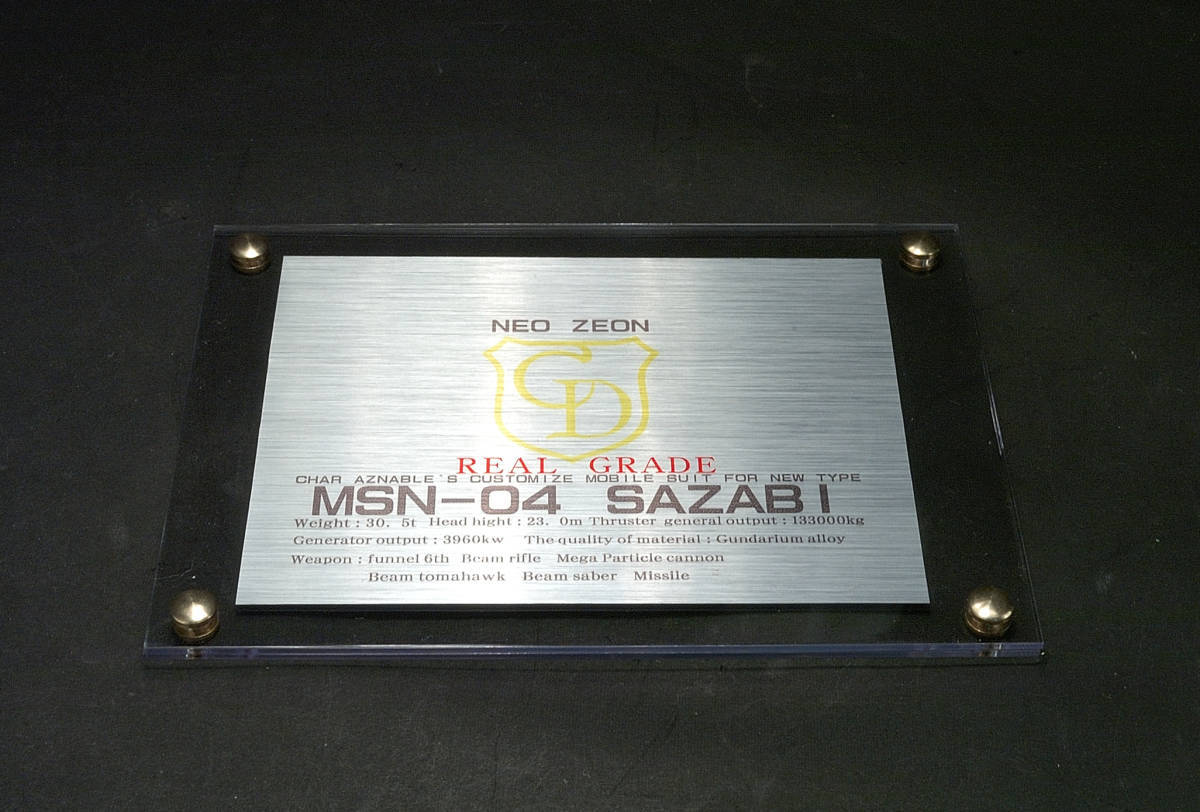 NEO ZEON
CD
REAL GRADE
CHAR AZNABLE'S CUSTOMIZE MOBILE SUIT FOR NEW TYPE
MSN-04 SAZABI
Weight : 30. 5t Head hight : 23. 0m Thruster general output : 133000kg
Generator output : 3960kw The quality of material : Gundarium alloy
Weapon : funnel 6th Beam rifle Mega Particle cannon
Beam tomahawk Beam saber Missile